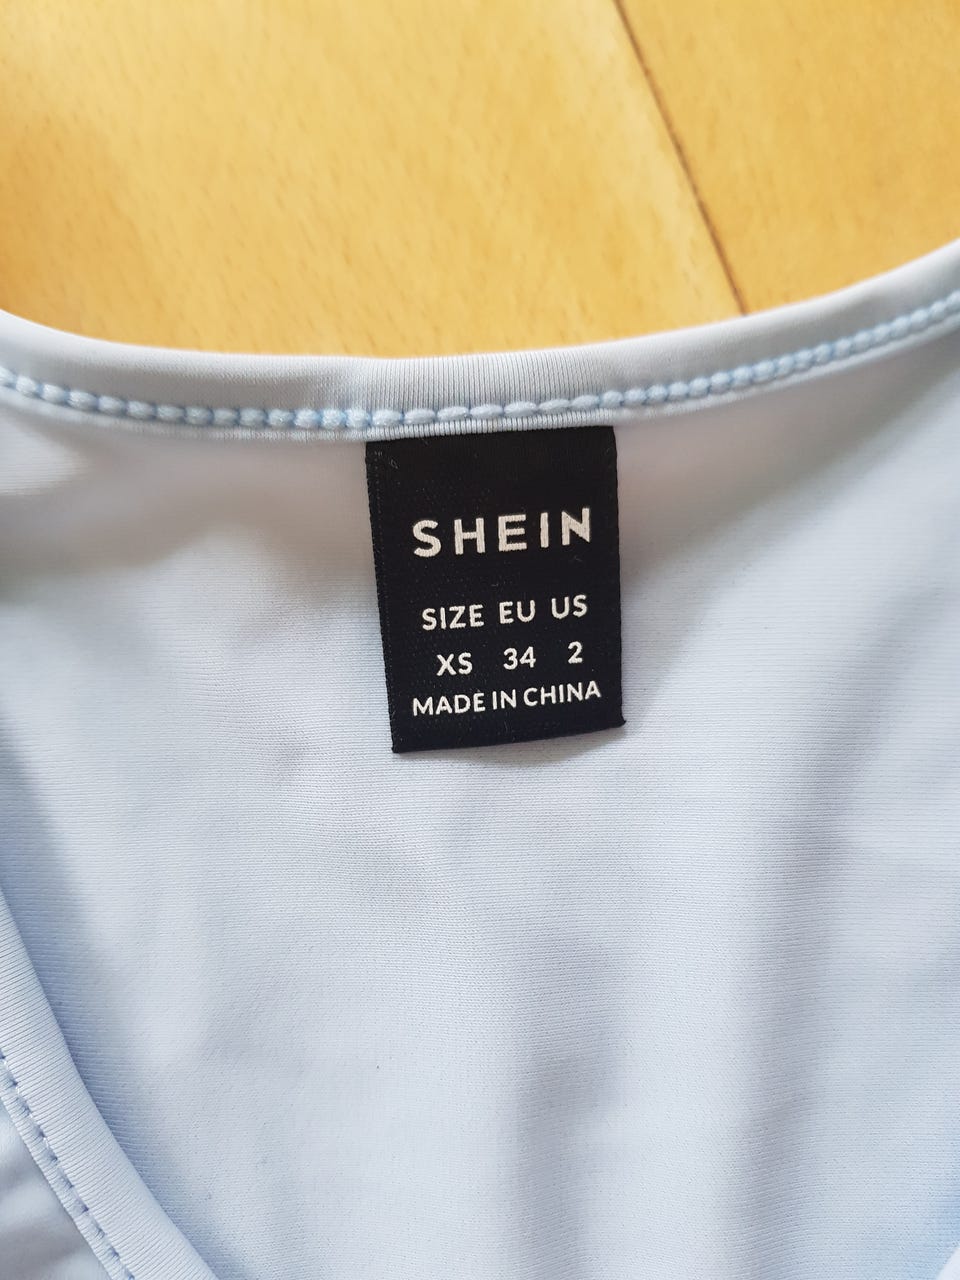 SHEIN
SIZE EU US
XS 34 2
MADE IN CHINA